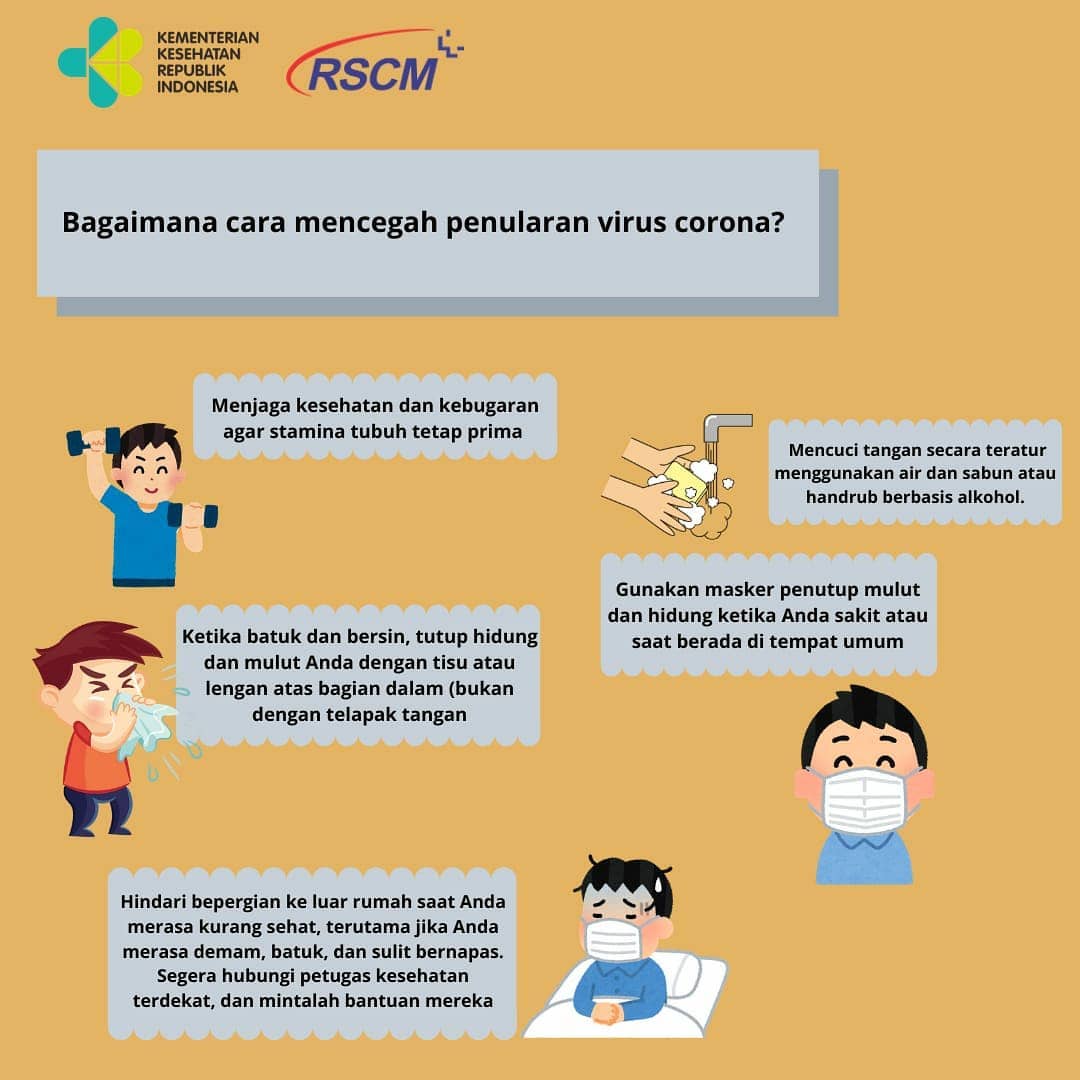 KEMENTERIAN
KESEHATAN
REPUBLIK
INDONESIA
RSCM
Bagaimana cara mencegah penularan virus corona?
Menjaga kesehatan dan kebugaran
agar stamina tubuh tetap prima
Mencuci tangan secara teratur
menggunakan air dan sabun atau
handrub berbasis alkohol.
Gunakan masker penutup mulut
dan hidung ketika Anda sakit atau
saat berada di tempat umum
Ketika batuk dan bersin, tutup hidung
dan mulut Anda dengan tisu atau
lengan atas bagian dalam (bukan
dengan telapak tangan
Hindari bepergian ke luar rumah saat Anda
merasa kurang sehat, terutama jika Anda
merasa demam, batuk, dan sulit bernapas.
Segera hubungi petugas kesehatan
terdekat, dan mintalah bantuan mereka